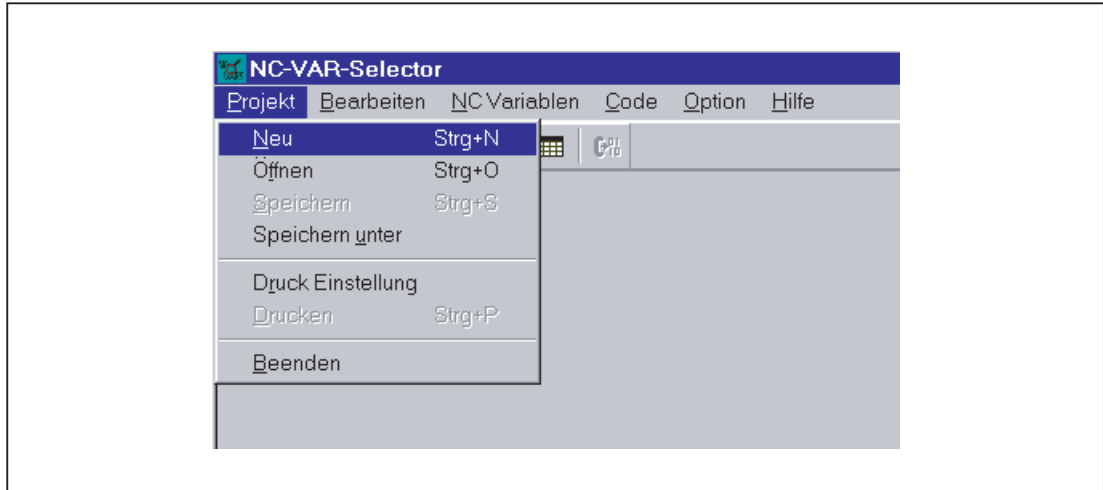 NC-VAR-Selector
Projekt Bearbeiten NC Variablen Code Option Hilfe
Neu Strg+N
Öffnen Strg+O
Speichern Strg+S
Speichern unter
Druck Einstellung
Drucken Strg+P
Beenden